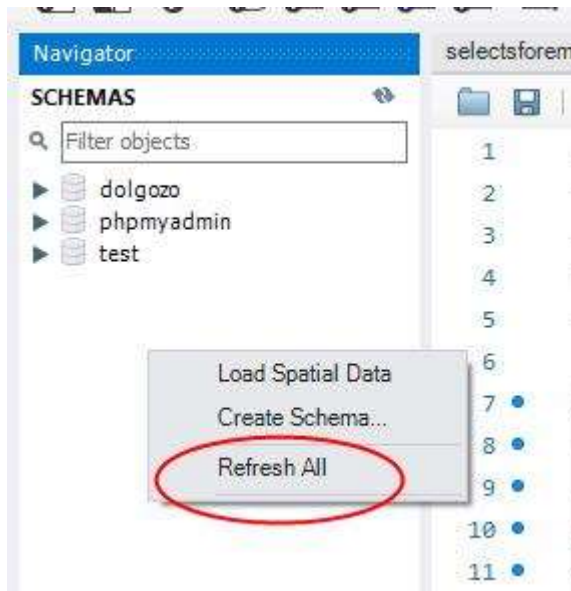 Navigator
selectsforem
SCHEMAS
Filter objects
dolgozo
phpmyadmin
test
Load Spatial Data
Create Schema...
Refresh All
1
2
3
4
5
6
7
8
9
10
11